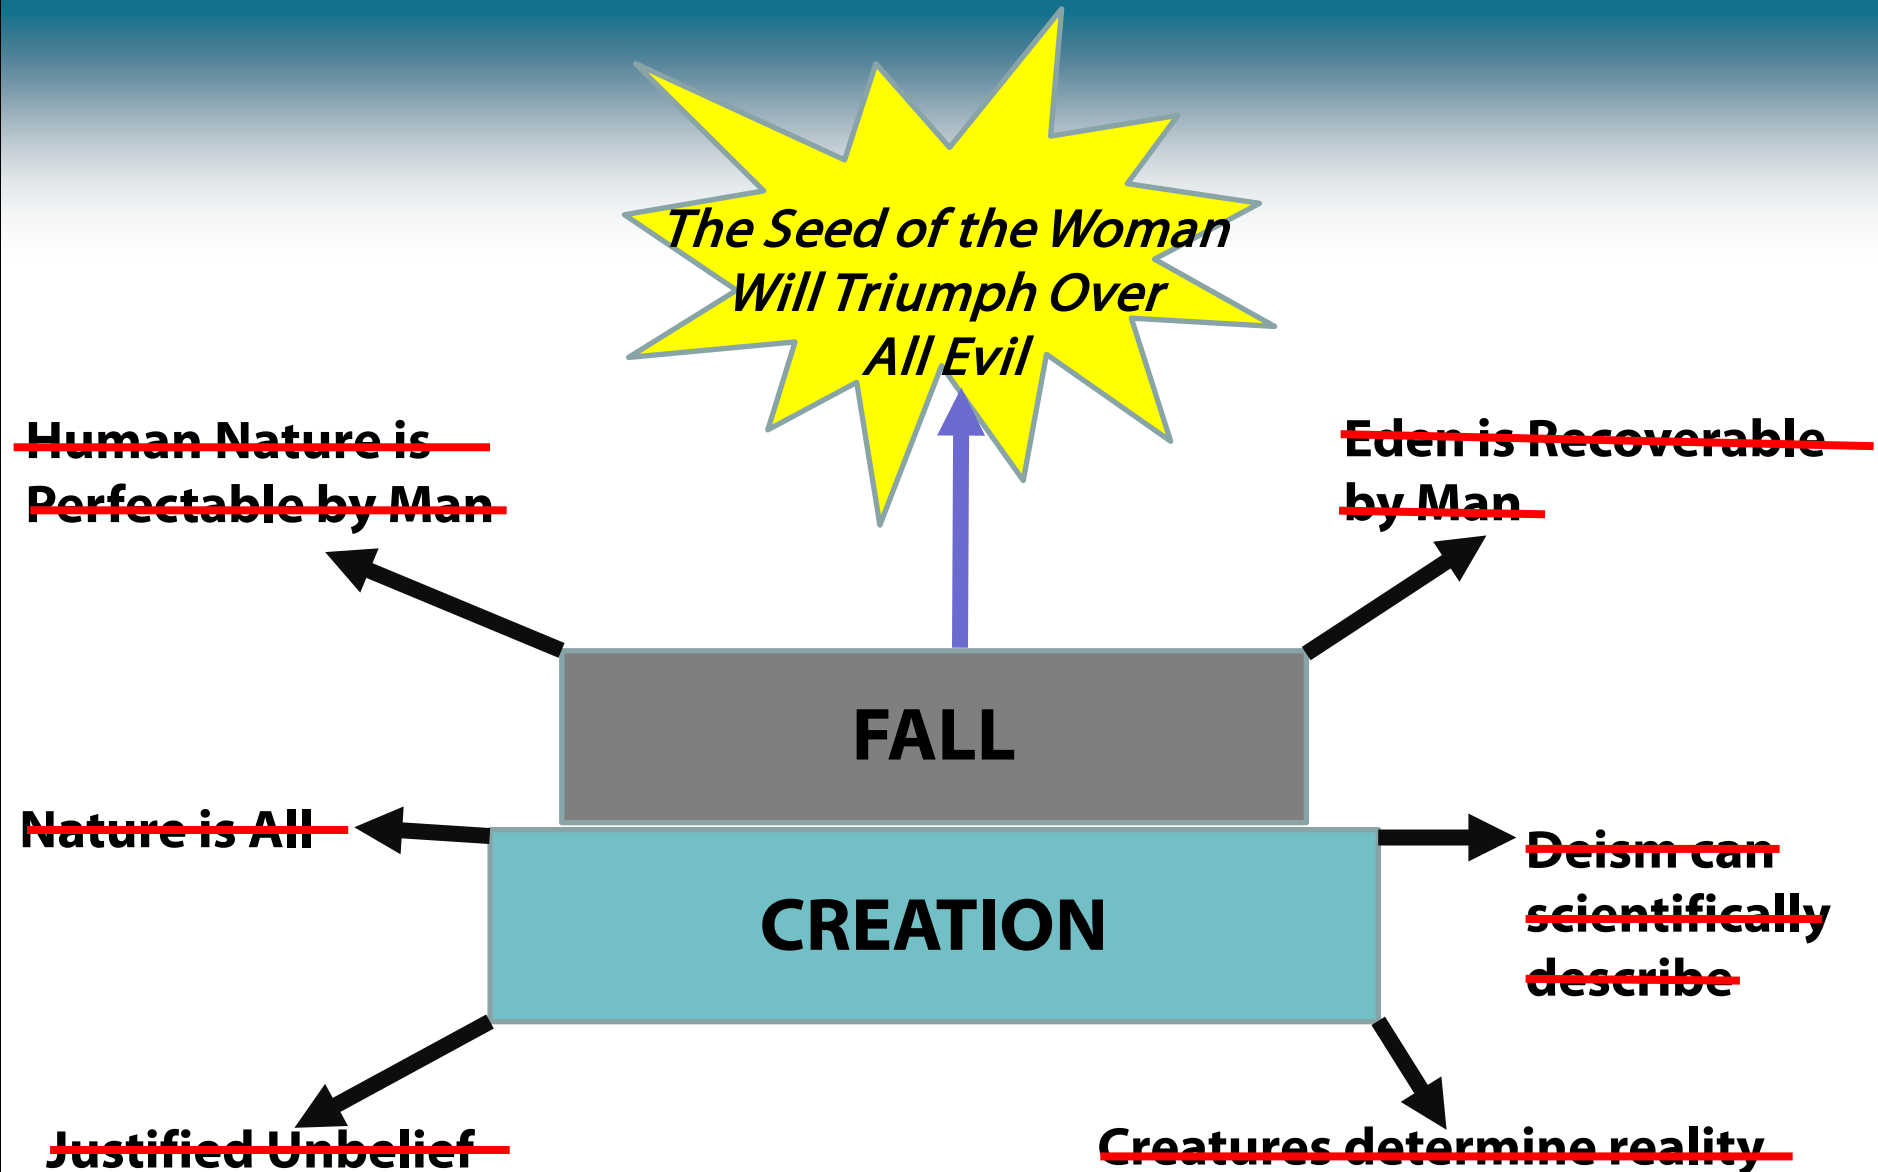 The Seed of the Woman
Will Triumph Over
All Evil
Human Nature is
Perfectable by Man
Eden is Recoverable
by Man
FALL
Nature is All
Deism can
scientifically
describe
CREATION
Justified Unbelief
Creatures determine reality